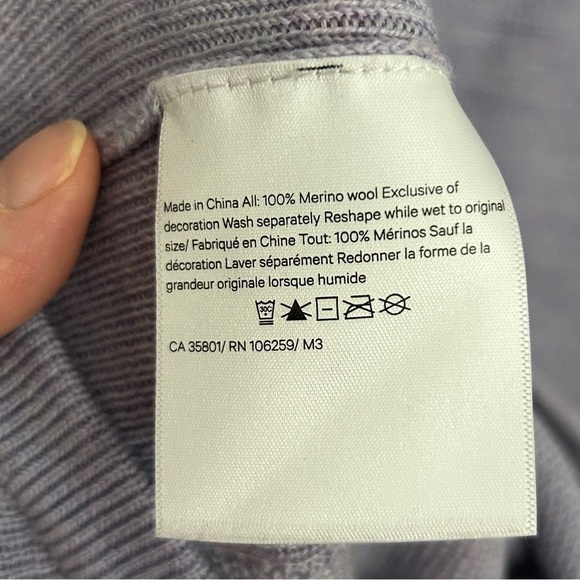 Made in China All: 100% Merino wool Exclusive of
decoration Wash separately Reshape while wet to original
size/ Fabriqué en Chine Tout: 100% Mérinos Sauf la
décoration Laver séparément Redonner la forme de la
grandeur originale lorsque humide
30C
CA 35801/ RN 106259/ M3